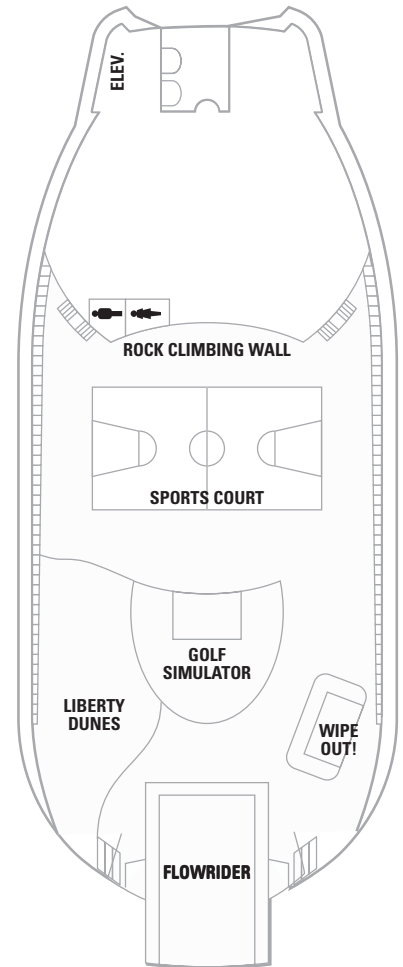 ELEV.
ROCK CLIMBING WALL
SPORTS COURT
GOLF
SIMULATOR
LIBERTY
DUNES
WIPE
OUT!
FLOWRIDER